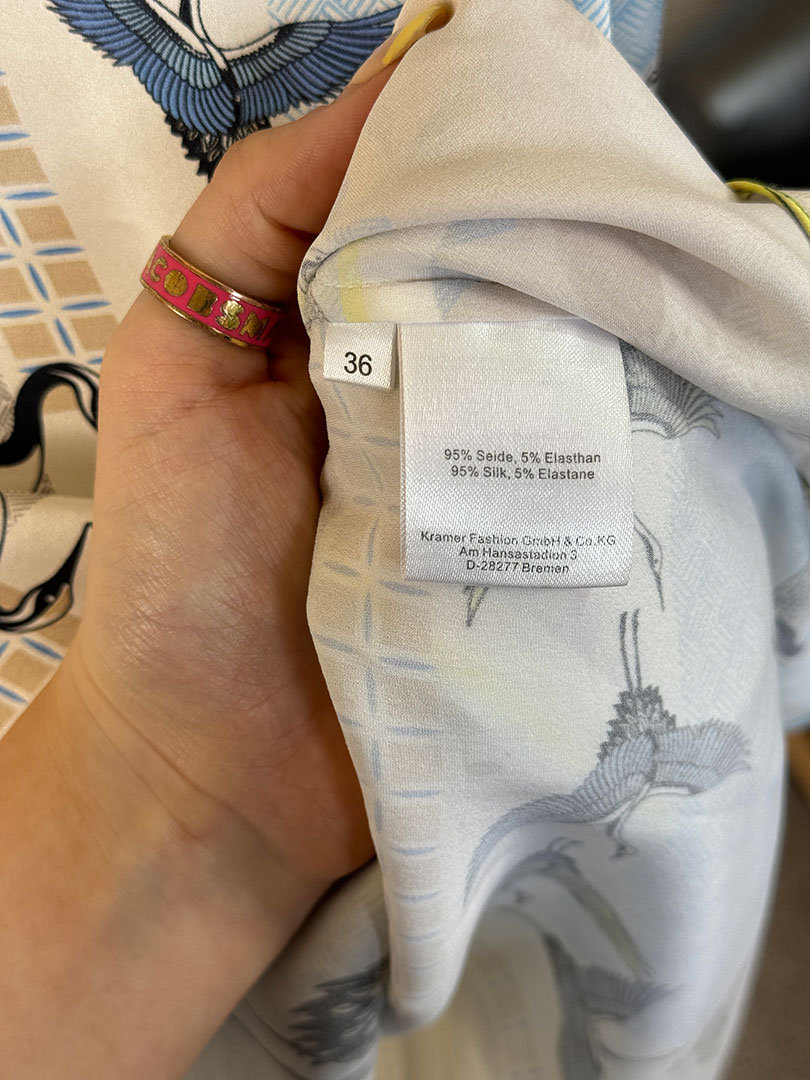 36
95% Seide, 5% Elasthan
95% Silk, 5% Elastane
Kramer Fashion GmbH & Co.KG
Am Hansastadion 3
D-28277 Bremen